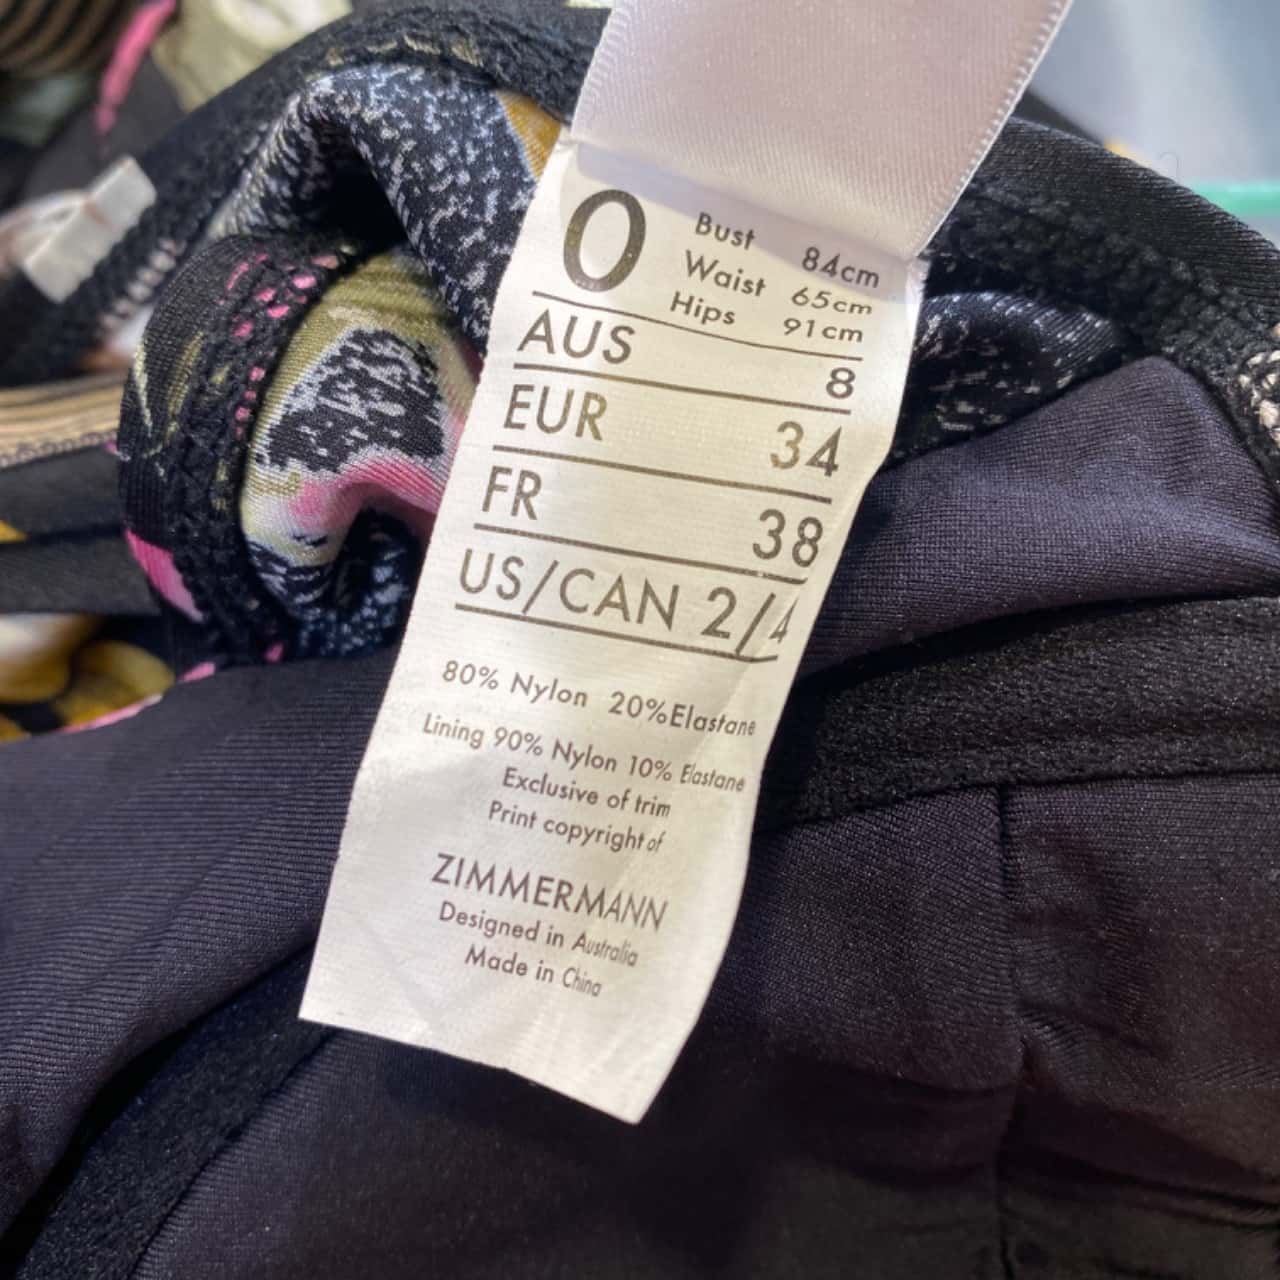 0
Bust 84cm
Waist 65cm
Hips 91cm
AUS 8
EUR 34
FR 38
US/CAN 2/4
80% Nylon 20%Elastane
Lining 90% Nylon 10% Elastane
Exclusive of trim
Print copyright of
ZIMMERMANN
Designed in Australia
Made in China